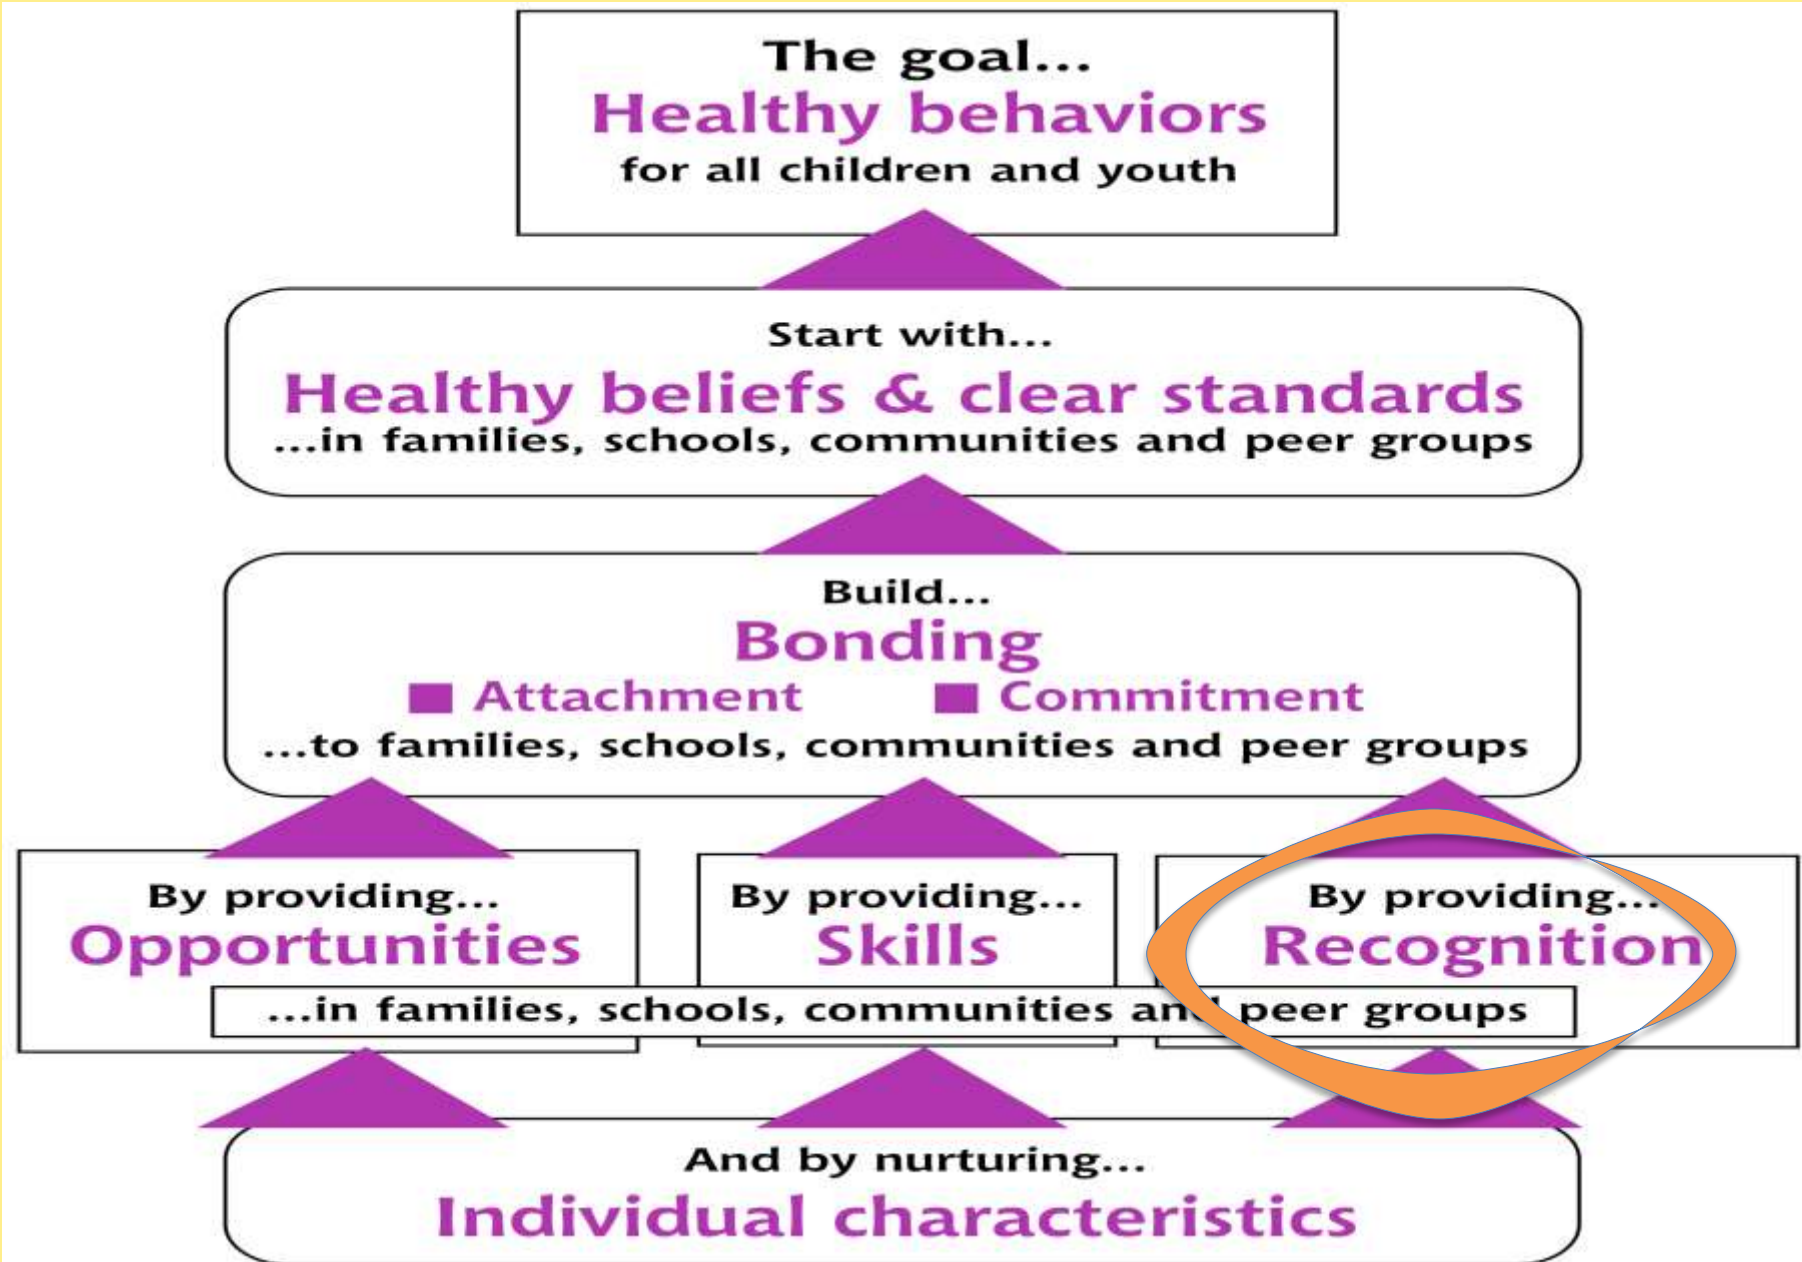 The goal...
Healthy behaviors
for all children and youth
Start with...
Healthy beliefs & clear standards
...in families, schools, communities and peer groups
Build...
Bonding
Attachment
Commitment
...to families, schools, communities and peer groups
By providing...
Opportunities
By providing...
Skills
By providing...
Recognition
...in families, schools, communities and peer groups
And by nurturing...
Individual characteristics